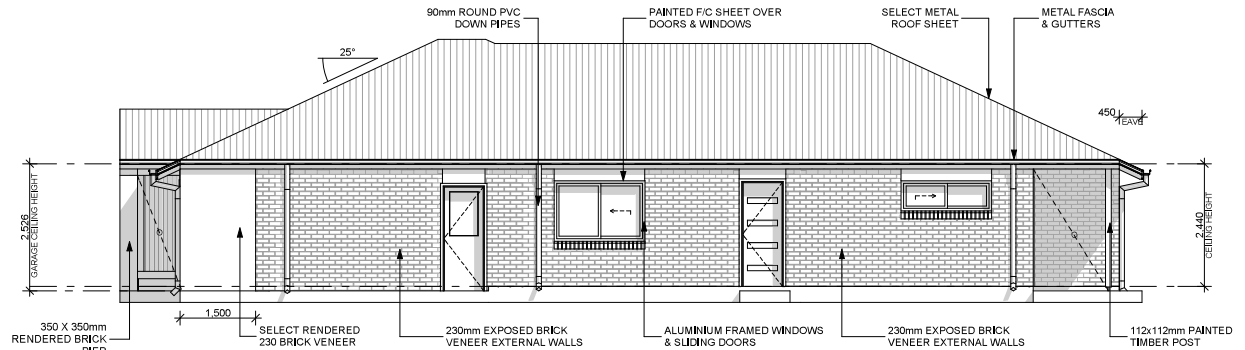 90mm ROUND PVC
DOWN PIPES
PAINTED F/C SHEET OVER
DOORS & WINDOWS
SELECT METAL
ROOF SHEET
METAL FASCIA
& GUTTERS
25°
450
EAVE
2,526
GARAGE CEILING HEIGHT
2,440
CEILING HEIGHT
1,500
350 X 350mm
RENDERED BRICK
PIER
SELECT RENDERED
230 BRICK VENEER
230mm EXPOSED BRICK
VENEER EXTERNAL WALLS
ALUMINIUM FRAMED WINDOWS
& SLIDING DOORS
230mm EXPOSED BRICK
VENEER EXTERNAL WALLS
112x112mm PAINTED
TIMBER POST